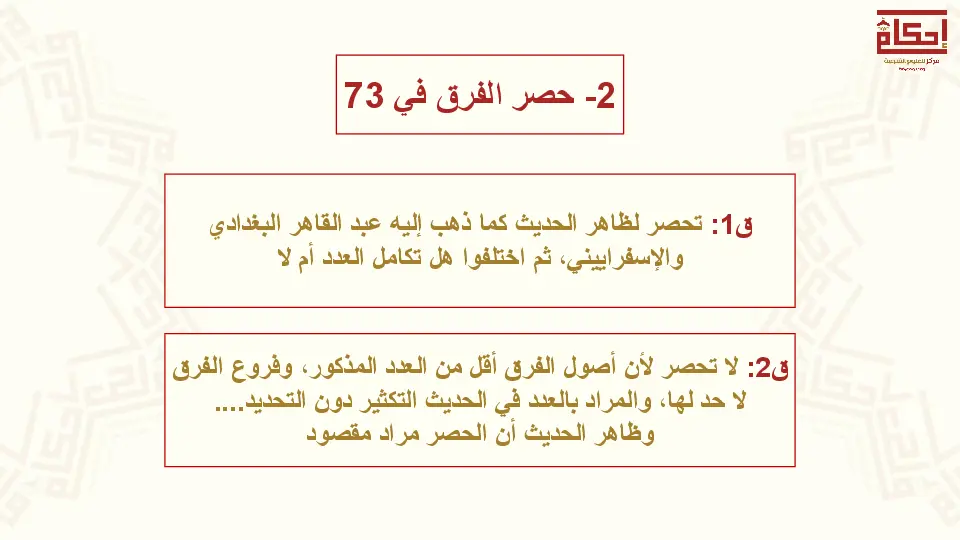 إحكام
مركز للعلوم الشرعية
2- حصر الفرق في 73
ق1: تحصر لظاهر الحديث كما ذهب إليه عبد القاهر البغدادي
والإسفراييني، ثم اختلفوا هل تكامل العدد أم لا
ق2: لا تحصر لأن أصول الفرق أقل من العدد المذكور، وفروع الفرق
لا حد لها، والمراد بالعدد في الحديث التكثير دون التحديد....
وظاهر الحديث أن الحصر مراد مقصود